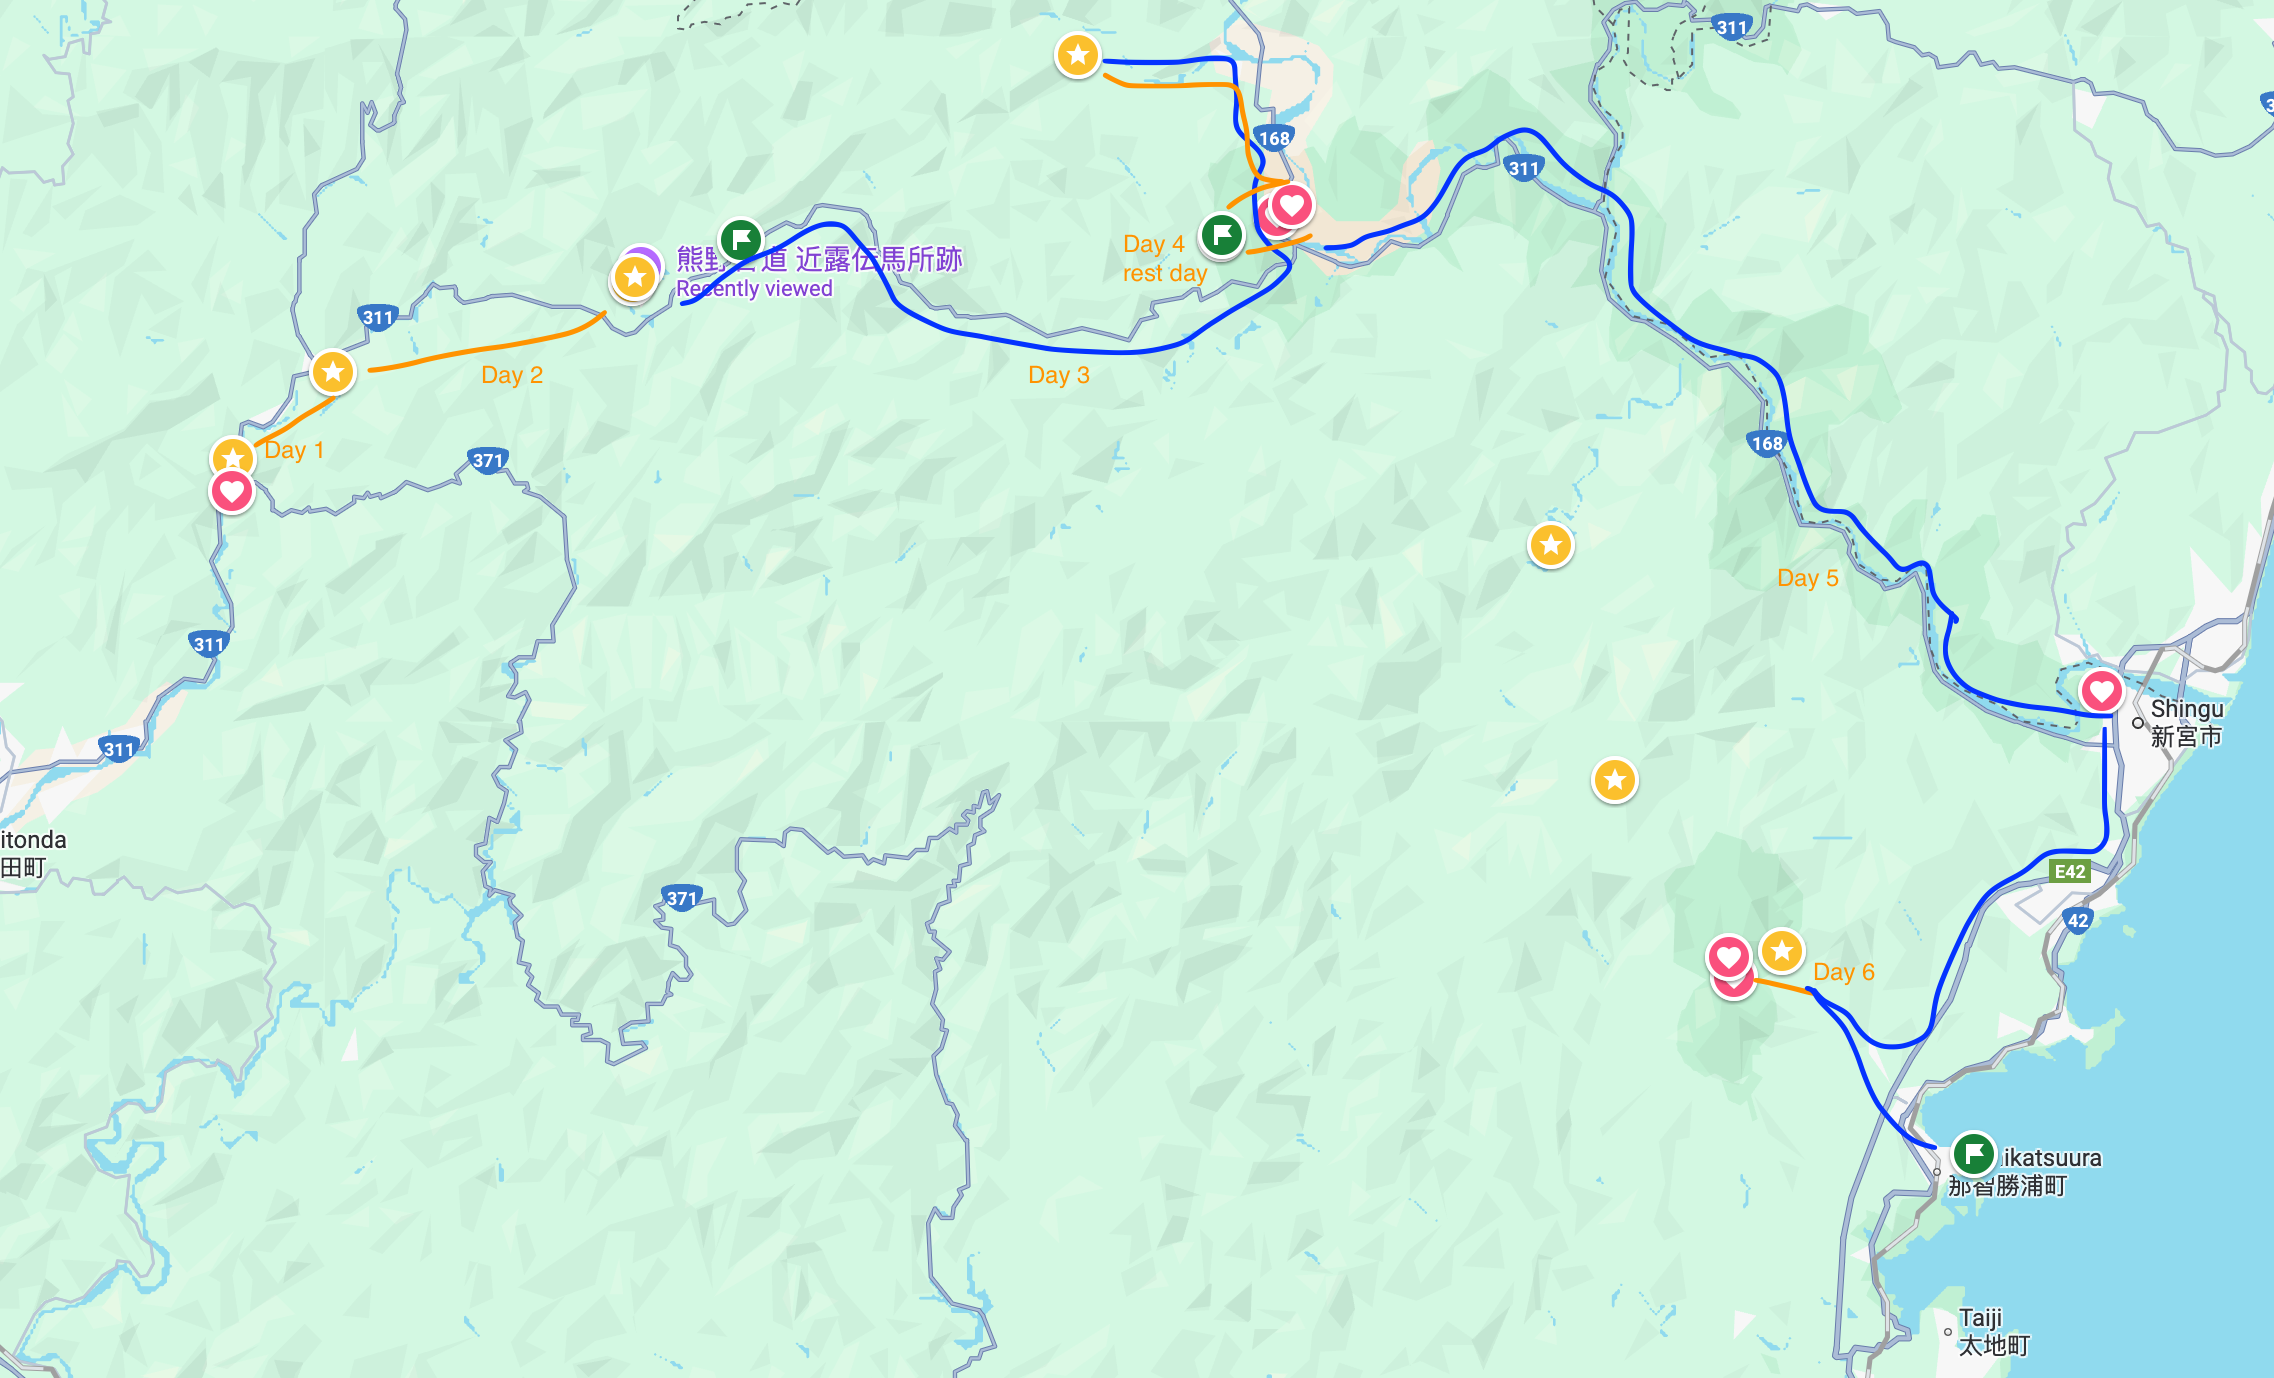 311
168
311
Day 4
rest day
熊野古道 近露伝馬所跡
Recently viewed
311
Day 2
Day 3
168
Day 1
371
Day 5
311
Shingu
新宮市
311
itonda
田町
E42
371
42
Day 6
ikatsuura
那智勝浦町
Taiji
太地町